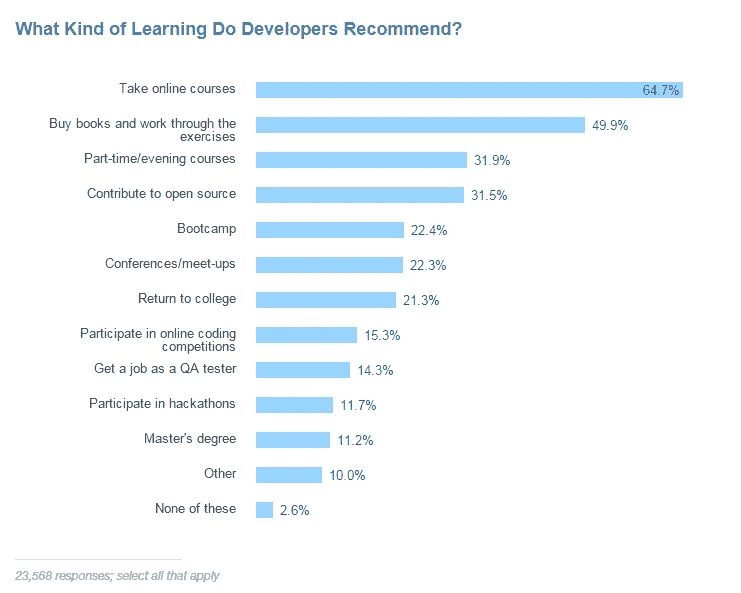 What Kind of Learning Do Developers Recommend?
Take online courses 64.7%
Buy books and work through the
exercises 49.9%
Part-time/evening courses 31.9%
Contribute to open source 31.5%
Bootcamp 22.4%
Conferences/meet-ups 22.3%
Return to college 21.3%
Participate in online coding
competitions 15.3%
Get a job as a QA tester 14.3%
Participate in hackathons 11.7%
Master's degree 11.2%
Other 10.0%
None of these 2.6%
23,568 responses; select all that apply